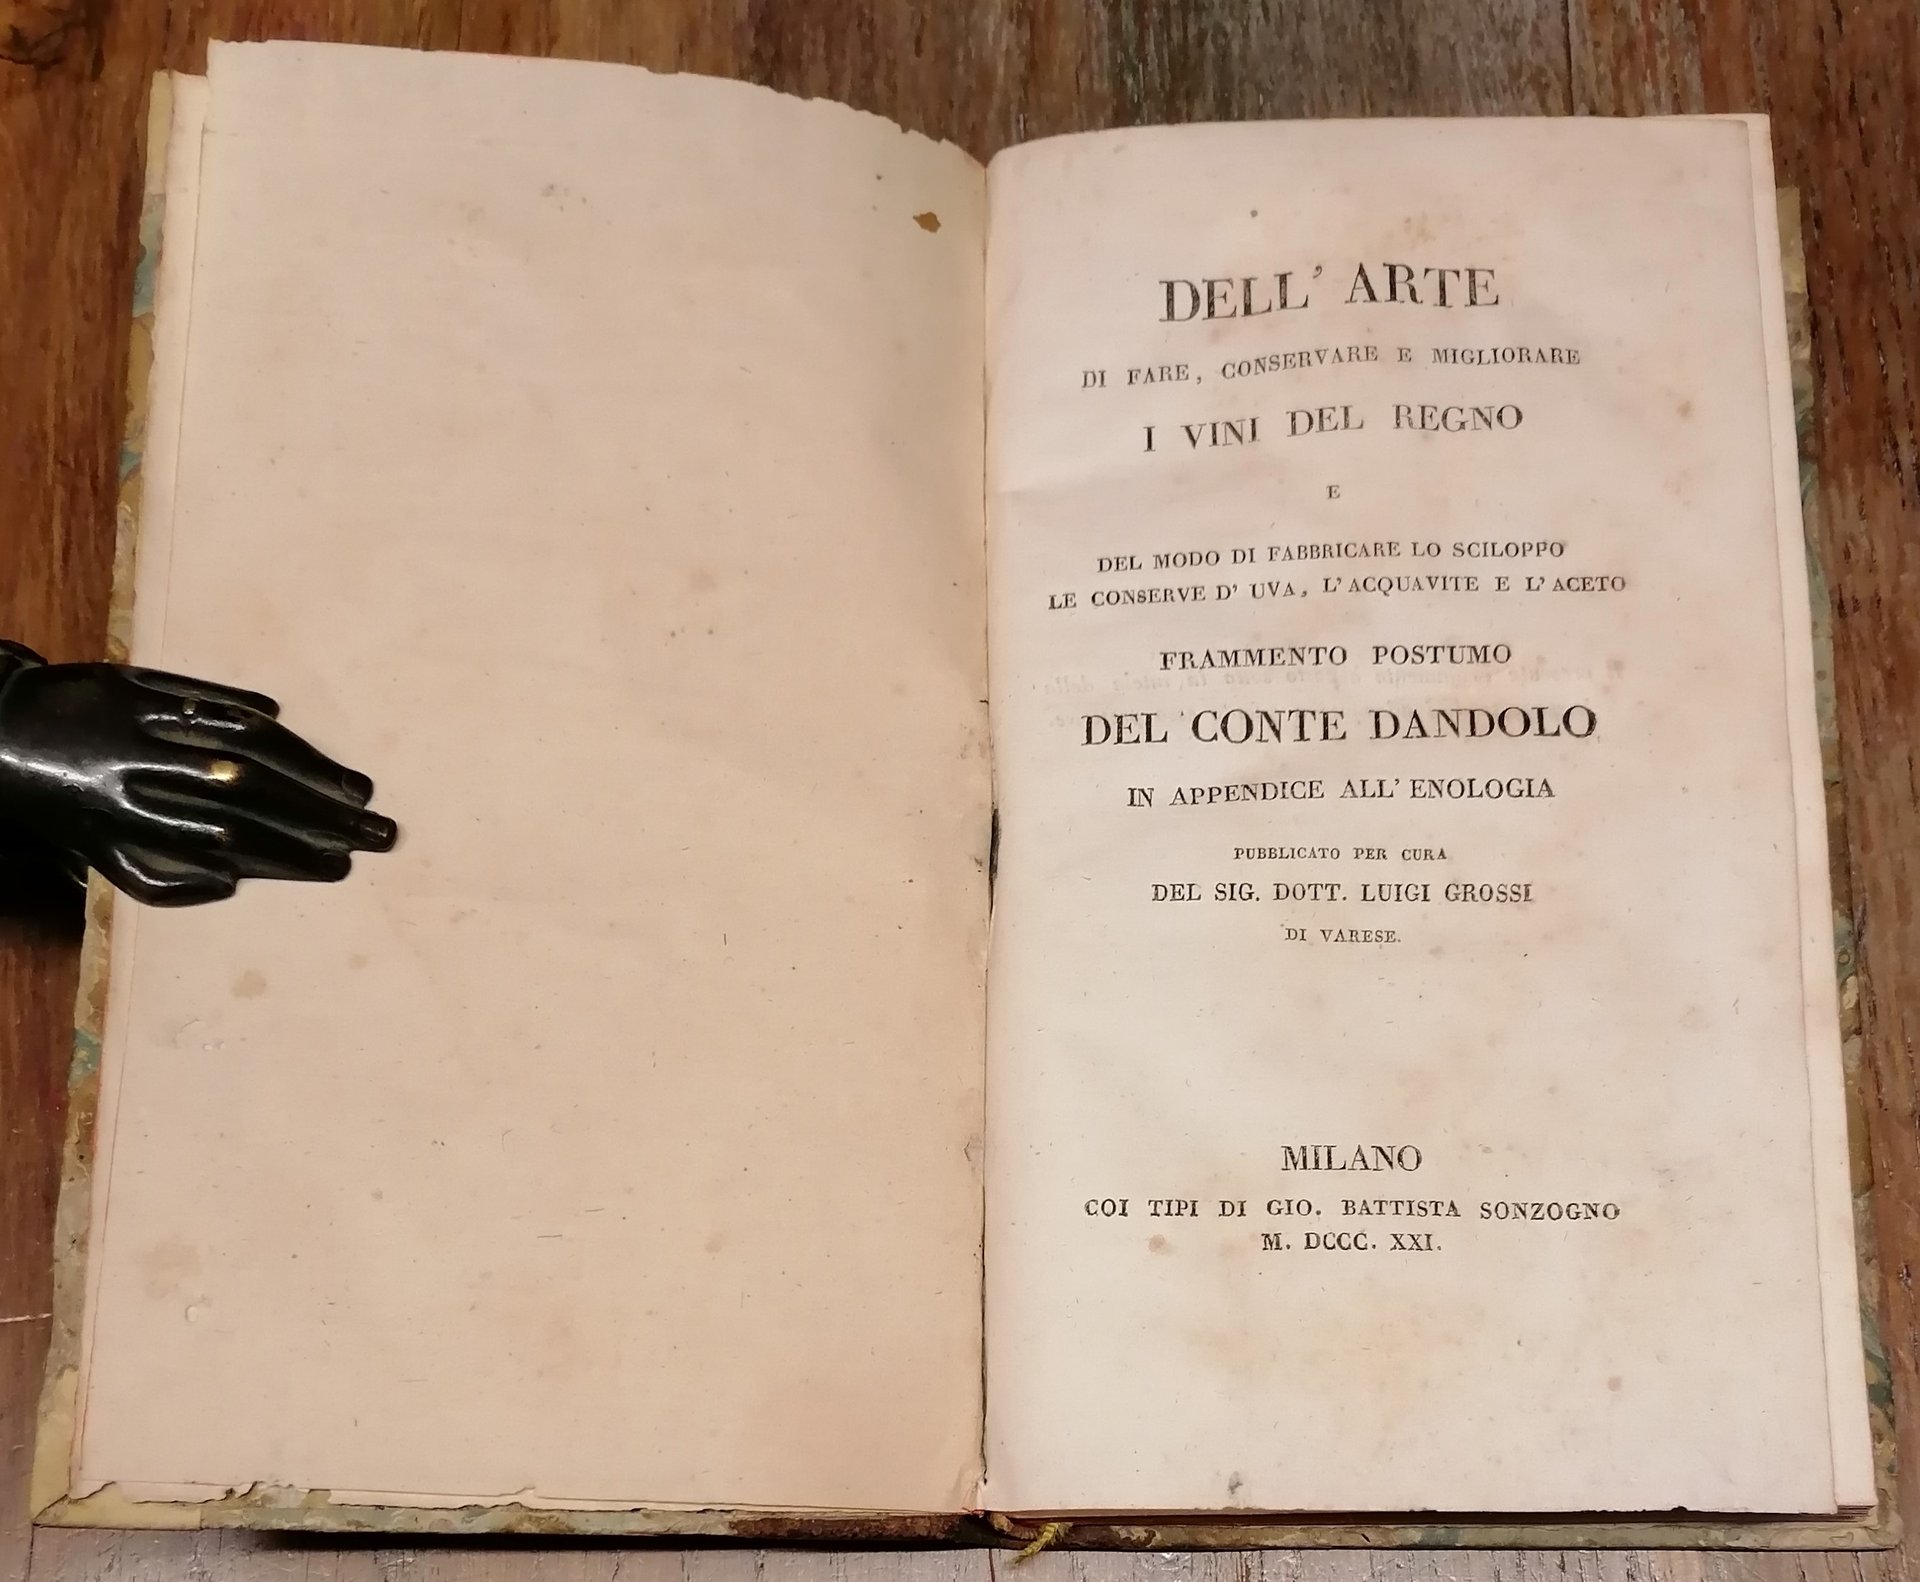 DELL' ARTE
DI FARE, CONSERVARE E MIGLIORARE
I VINI DEL REGNO
E
DEL MODO DI FABBRICARE LO SCILOPPO
LE CONSERVE D' UVA, L' ACQUAVITE E L' ACETO
FRAMMENTO POSTUMO
DEL CONTE DANDOLO
IN APPENDICE ALL' ENOLOGIA
PUBBLICATO PER CURA
DEL SIG. DOTT. LUIGI GROSSI
DI VARESE.
MILANO
COI TIPI DI GIO. BATTISTA SONZOGNO
M. DCCC. XXI.